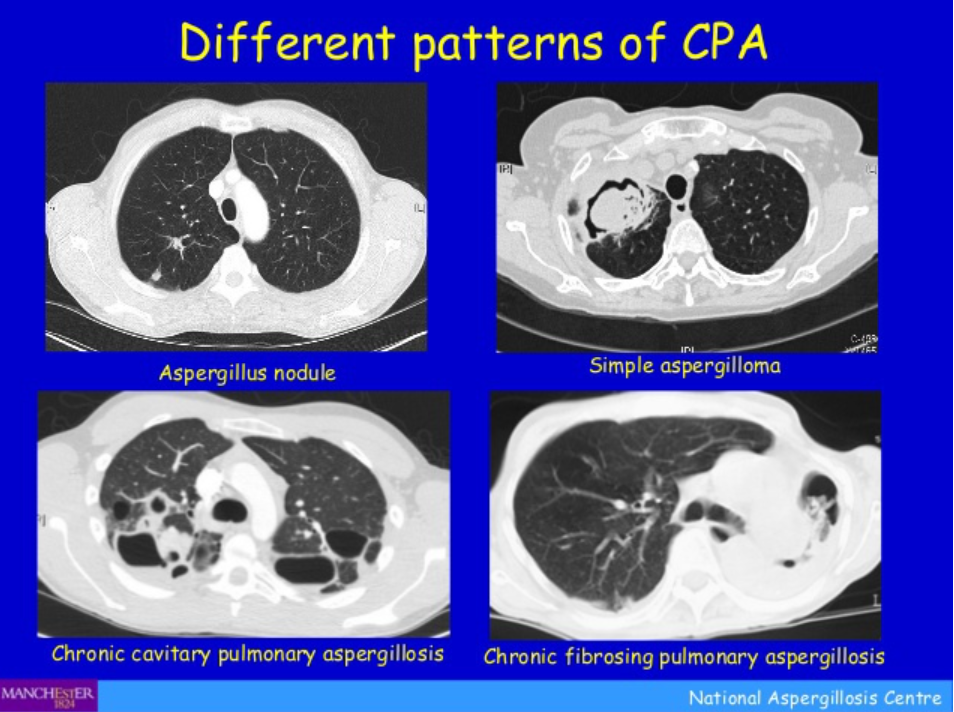 Different patterns of CPA
[R]
[L]
Aspergillus nodule
Simple aspergilloma
Chronic cavitary pulmonary aspergillosis
Chronic fibrosing pulmonary aspergillosis
L
MANCHESTER
1824
National Aspergillosis Centre